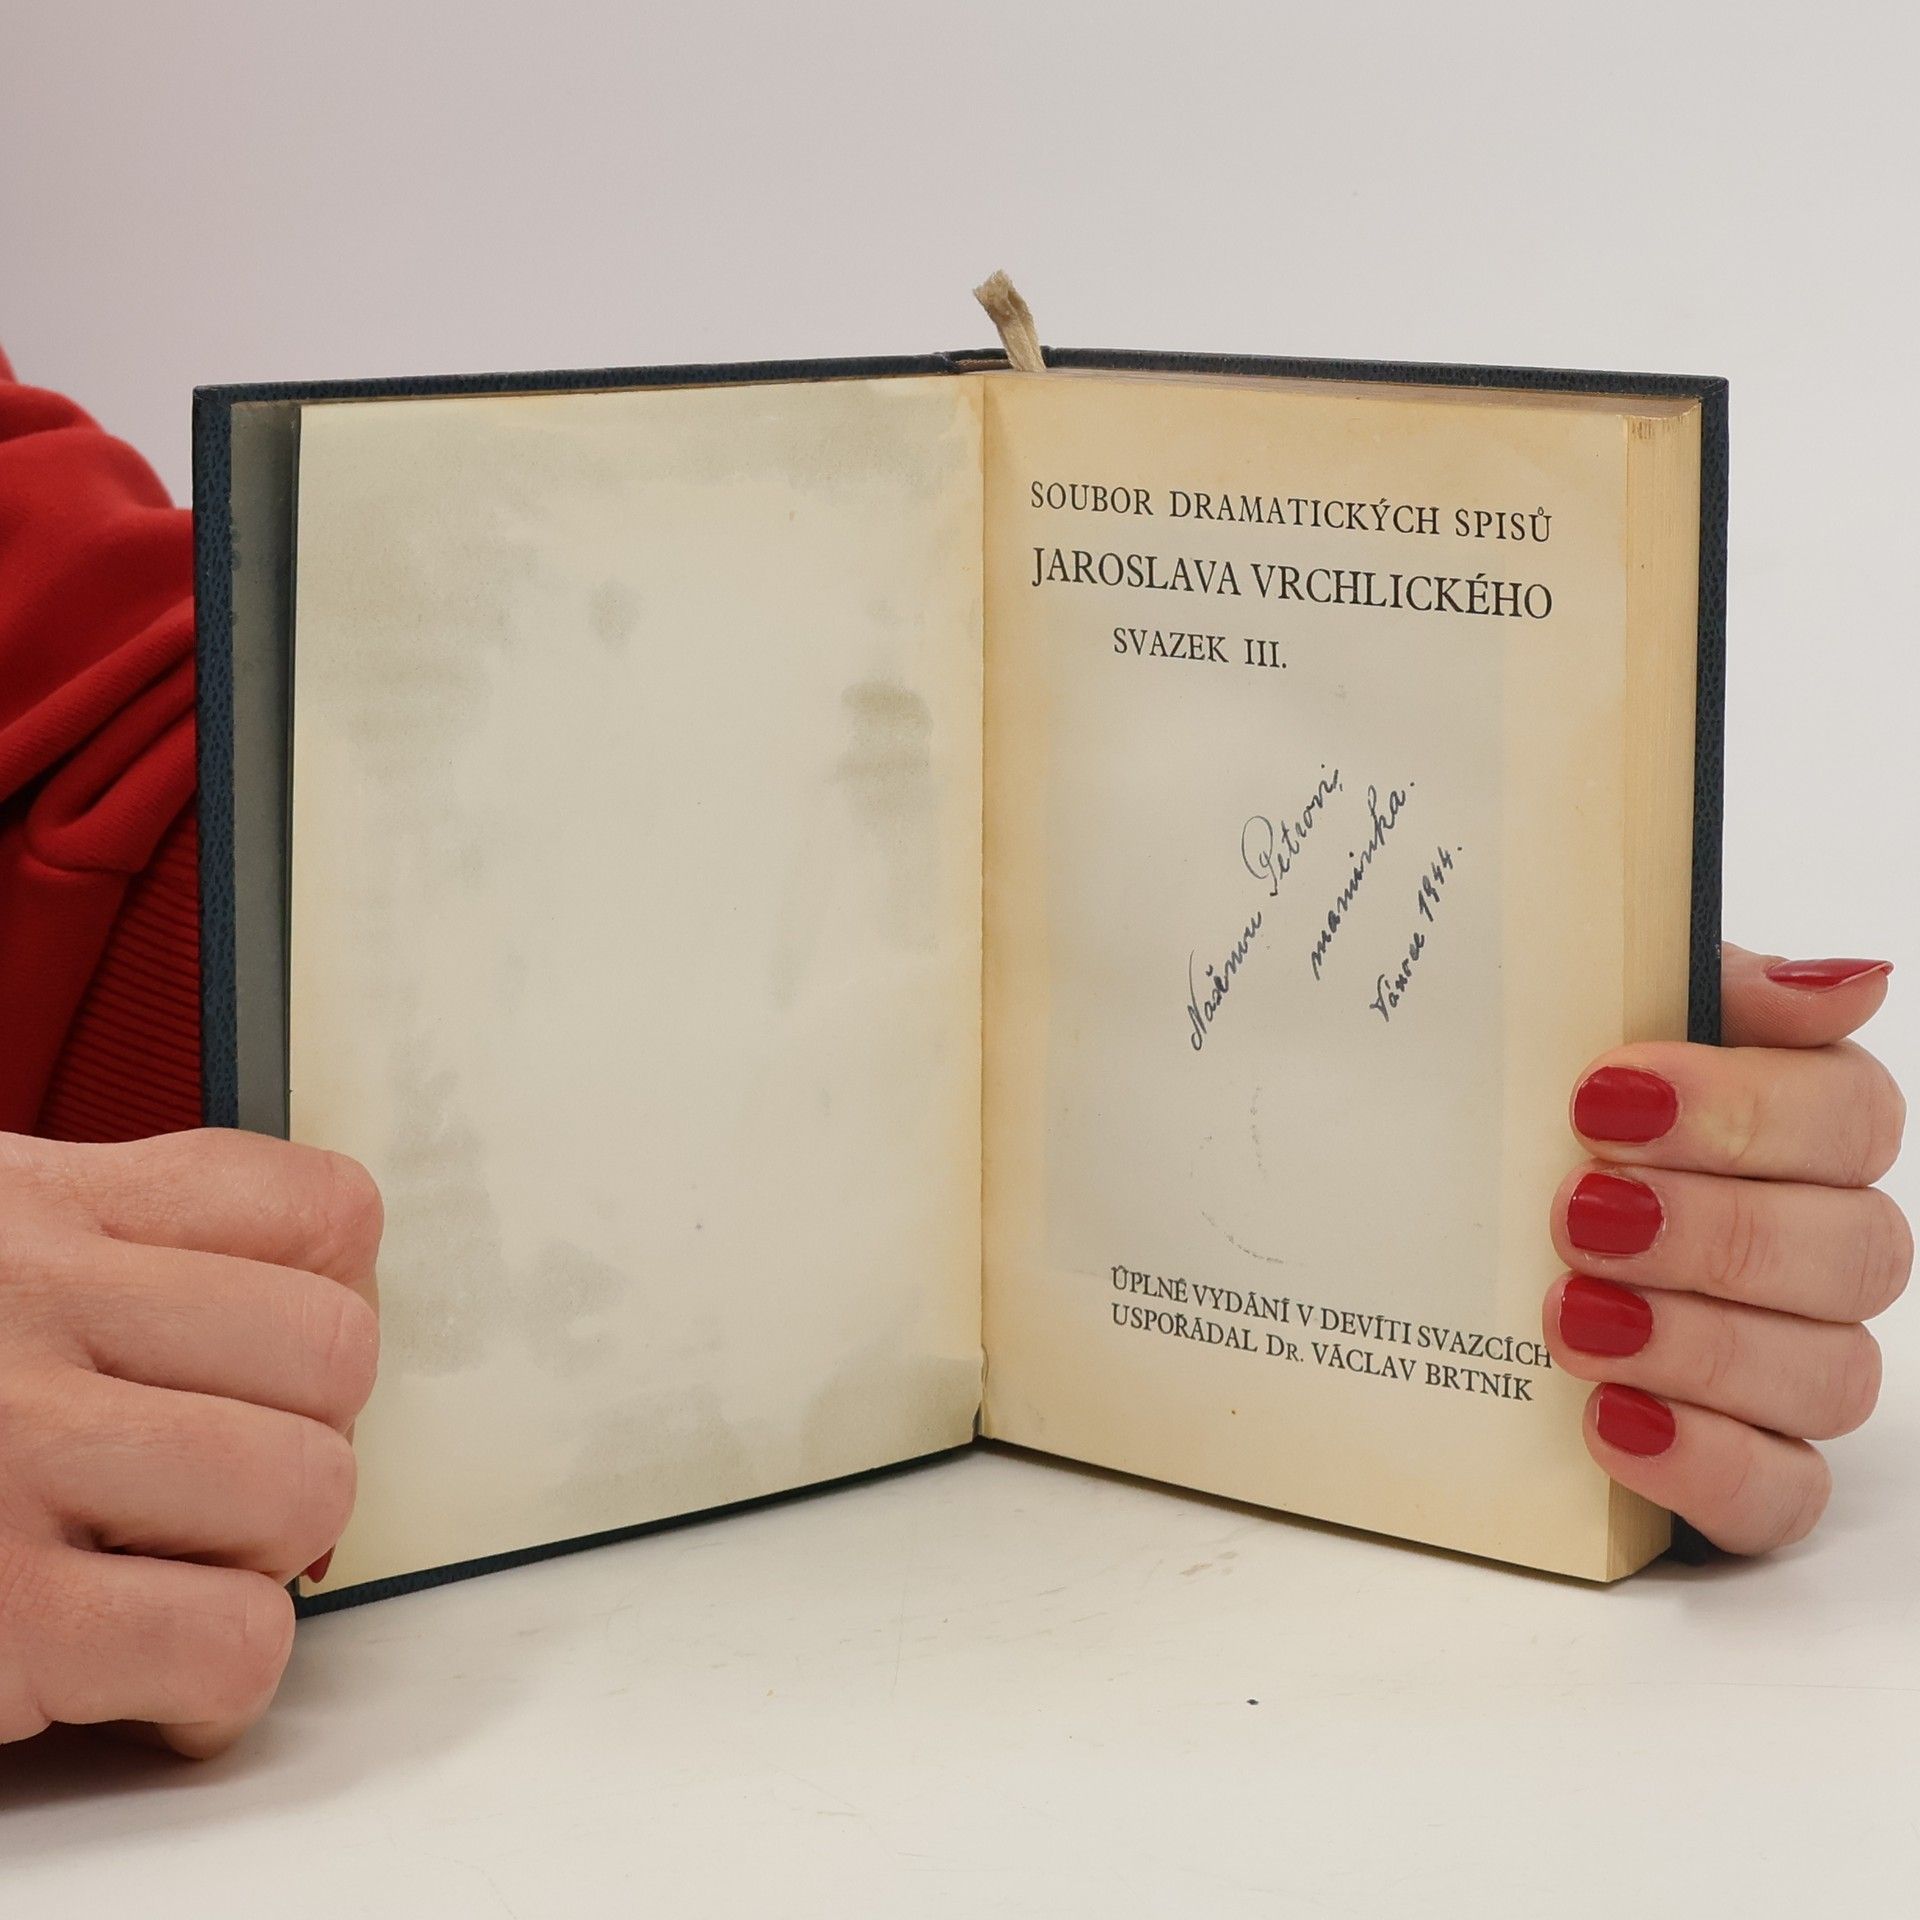 SOUBOR DRAMATICKÝCH SPISŮ
JAROSLAVA VRCHLICKÉHO
SVAZEK III.
Našemu Petrovi,
maminka.
Vánoce 1944.
ÚPLNÉ VYDÁNÍ V DEVÍTI SVAZCÍCH
USPOŘÁDAL DR. VÁCLAV BRTNÍK